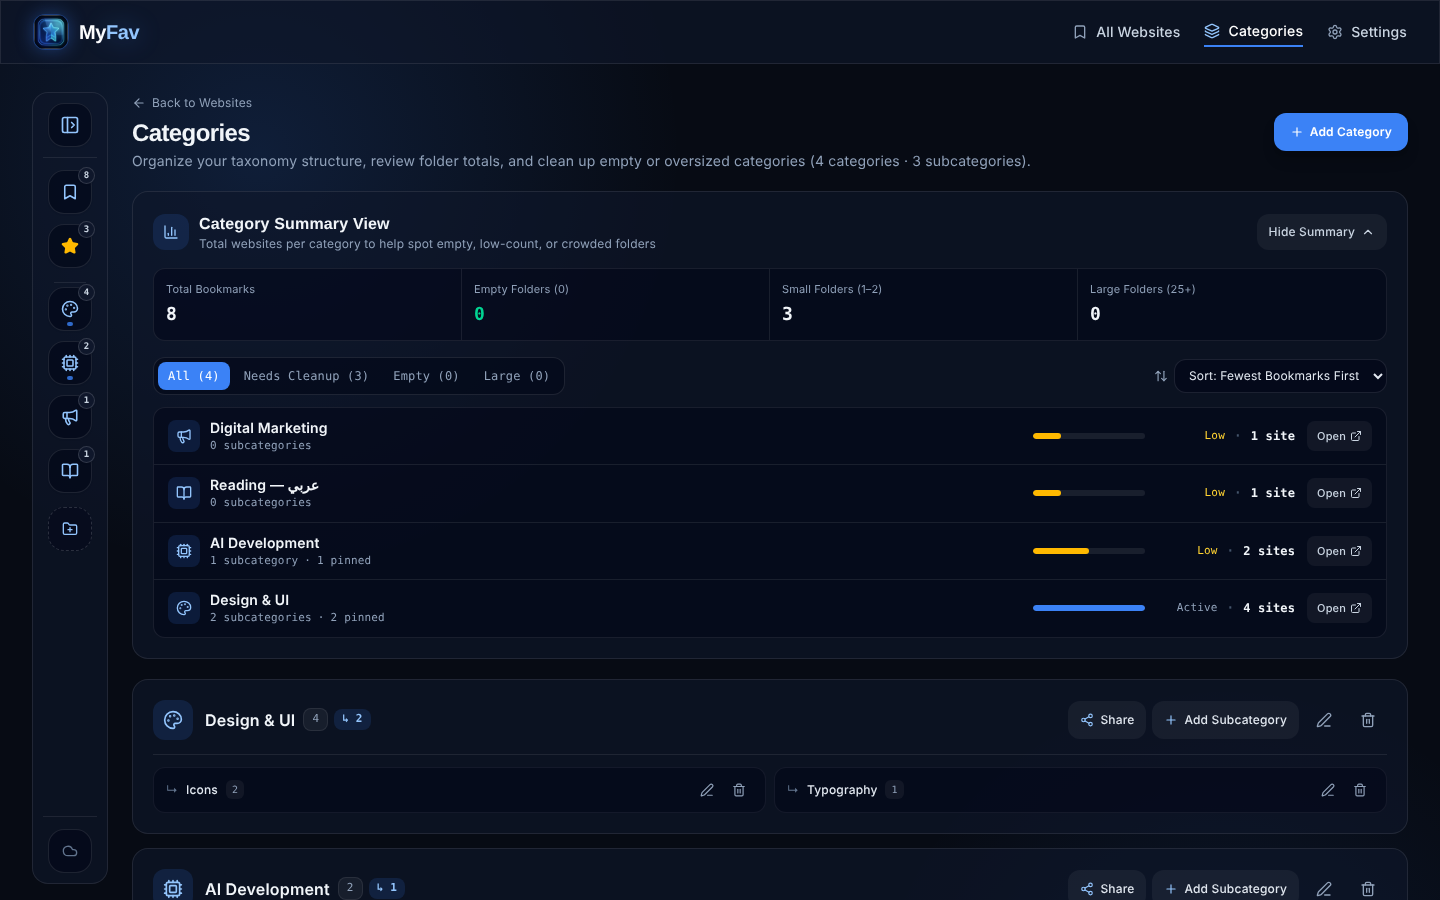 MyFav
All Websites
Categories
Settings
8
3
4
2
1
1
Back to Websites
Categories
Organize your taxonomy structure, review folder totals, and clean up empty or oversized categories (4 categories · 3 subcategories).
Add Category
Category Summary View
Total websites per category to help spot empty, low-count, or crowded folders
Hide Summary
Total Bookmarks
8
Empty Folders (0)
0
Small Folders (1–2)
3
Large Folders (25+)
0
All (4)
Needs Cleanup (3)
Empty (0)
Large (0)
Sort: Fewest Bookmarks First
Digital Marketing
0 subcategories
Low · 1 site
Open
Reading — عربي
0 subcategories
Low · 1 site
Open
AI Development
1 subcategory · 1 pinned
Low · 2 sites
Open
Design & UI
2 subcategories · 2 pinned
Active · 4 sites
Open
Design & UI 4 ↳ 2
Share
Add Subcategory
Icons 2
Typography 1
AI Development 2 ↳ 1
Share
Add Subcategory